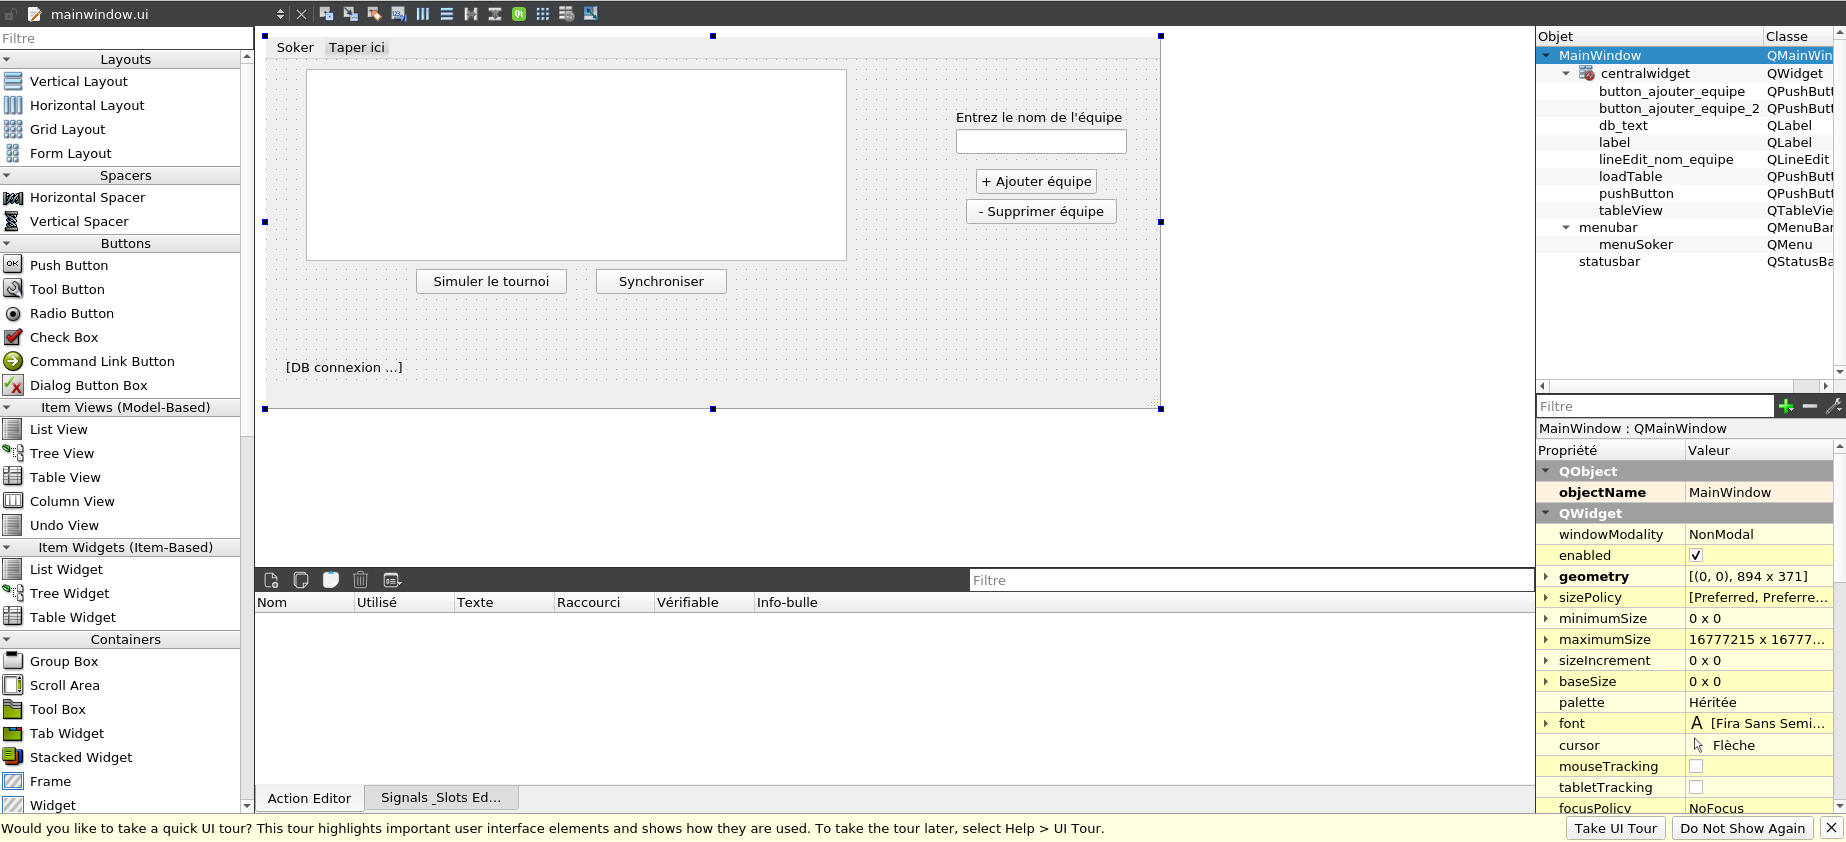 mainwindow.ui
Filtre
Layouts
Vertical Layout
Horizontal Layout
Grid Layout
Form Layout
Spacers
Horizontal Spacer
Vertical Spacer
Buttons
Push Button
Tool Button
Radio Button
Check Box
Command Link Button
Dialog Button Box
Item Views (Model-Based)
List View
Tree View
Table View
Column View
Undo View
Item Widgets (Item-Based)
List Widget
Tree Widget
Table Widget
Containers
Group Box
Scroll Area
Tool Box
Tab Widget
Stacked Widget
Frame
Widget
Soker Taper ici
Entrez le nom de l'équipe
+ Ajouter équipe
- Supprimer équipe
Simuler le tournoi Synchroniser
[DB connexion ...]
Filtre
Nom Utilisé Texte Raccourci Vérifiable Info-bulle
Action Editor Signals _Slots Ed...
Objet Classe
MainWindow QMainWin
centralwidget QWidget
button_ajouter_equipe QPushButt
button_ajouter_equipe_2 QPushButt
db_text QLabel
label QLabel
lineEdit_nom_equipe QLineEdit
loadTable QPushButt
pushButton QPushButt
tableView QTableVie
menubar QMenuBar
menuSoker QMenu
statusbar QStatusBa
Filtre
MainWindow : QMainWindow
Propriété Valeur
QObject
objectName MainWindow
QWidget
windowModality NonModal
enabled
geometry [(0, 0), 894 x 371]
sizePolicy [Preferred, Preferre...
minimumSize 0 x 0
maximumSize 16777215 x 16777...
sizeIncrement 0 x 0
baseSize 0 x 0
palette Héritée
font A [Fira Sans Semi...
cursor Flèche
mouseTracking
tabletTracking
focusPolicy NoFocus
Would you like to take a quick UI tour? This tour highlights important user interface elements and shows how they are used. To take the tour later, select Help > UI Tour. Take UI Tour Do Not Show Again